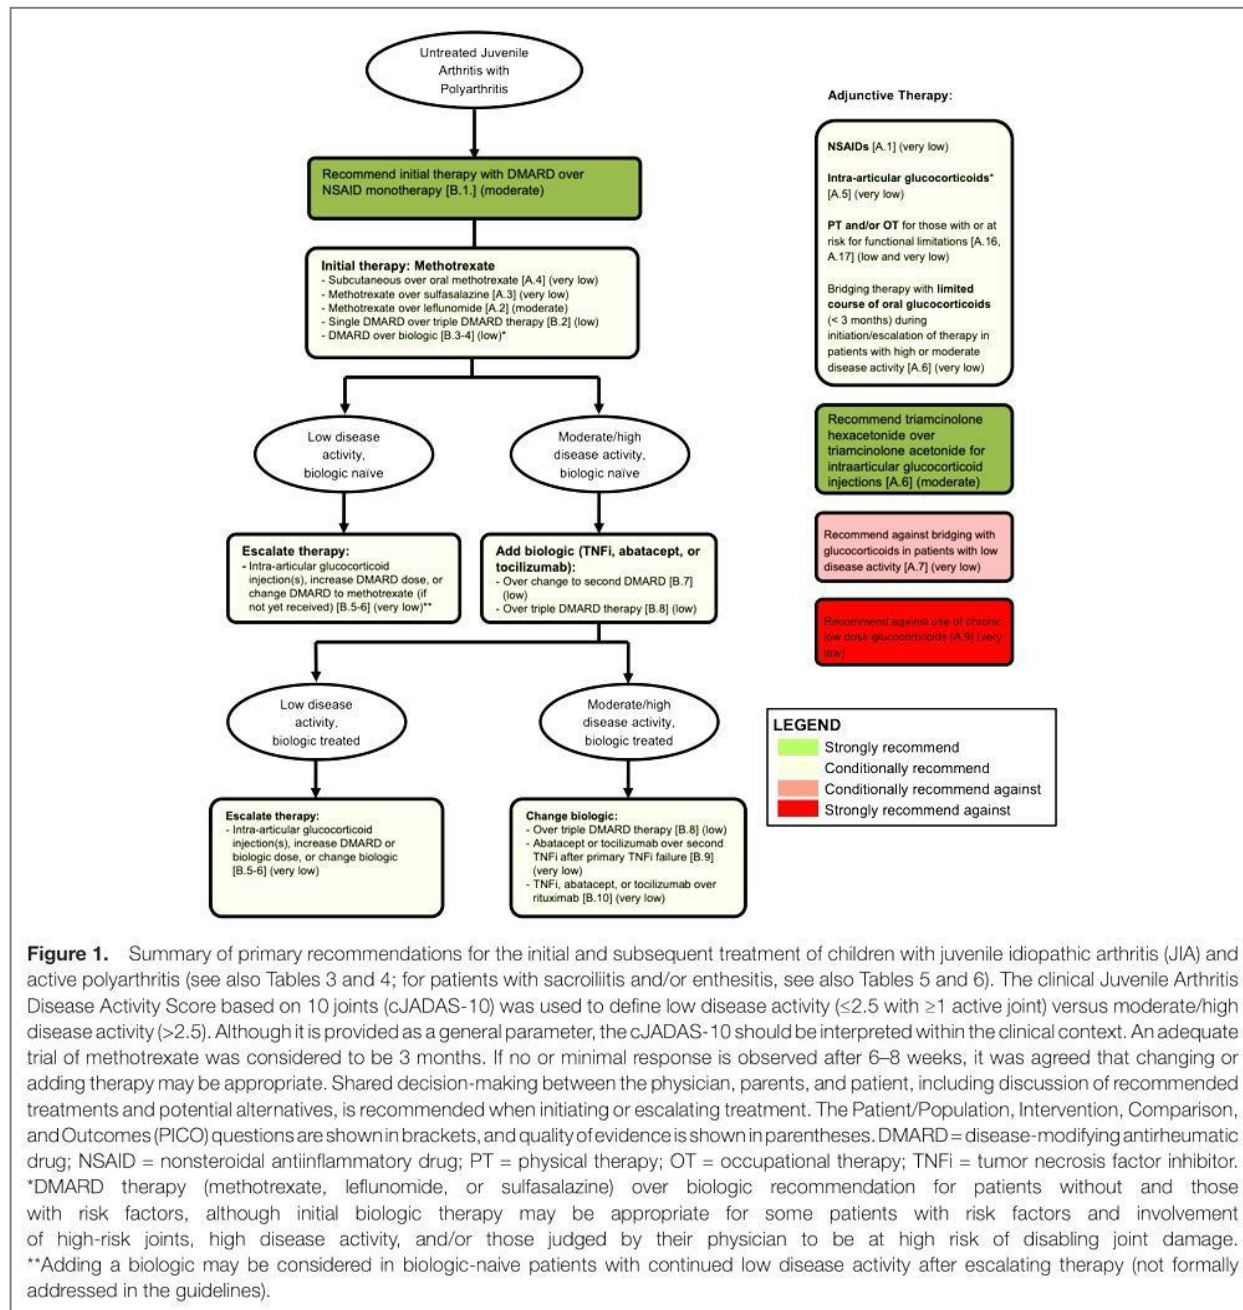 Untreated Juvenile
Arthritis with
Polyarthritis
Recommend initial therapy with DMARD over
NSAID monotherapy [B.1.] (moderate)
Initial therapy: Methotrexate
- Subcutaneous over oral methotrexate [A.4] (very low)
- Methotrexate over sulfasalazine [A.3] (very low)
- Methotrexate over leflunomide [A.2] (moderate)
- Single DMARD over triple DMARD therapy [B.2] (low)
- DMARD over biologic [B.3-4] (low)*
Low disease
activity,
biologic naïve
Moderate/high
disease activity,
biologic naïve
Escalate therapy:
- Intra-articular glucocorticoid
injection(s), increase DMARD dose, or
change DMARD to methotrexate (if
not yet received) [B.5-6] (very low)**
Add biologic (TNFi, abatacept, or
tocilizumab):
- Over change to second DMARD [B.7]
(low)
- Over triple DMARD therapy [B.8] (low)
Low disease
activity,
biologic treated
Moderate/high
disease activity,
biologic treated
Escalate therapy:
- Intra-articular glucocorticoid
injection(s), increase DMARD or
biologic dose, or change biologic
[B.5-6] (very low)
Change biologic:
- Over triple DMARD therapy [B.8] (low)
- Abatacept or tocilizumab over second
TNFi after primary TNFi failure [B.9]
(very low)
- TNFi, abatacept, or tocilizumab over
rituximab [B.10] (very low)
Adjunctive Therapy:
NSAIDs [A.1] (very low)
Intra-articular glucocorticoids*
[A.5] (very low)
PT and/or OT for those with or at
risk for functional limitations [A.16,
A.17] (low and very low)
Bridging therapy with limited
course of oral glucocorticoids
(< 3 months) during
initiation/escalation of therapy in
patients with high or moderate
disease activity [A.6] (very low)
Recommend triamcinolone
hexacetonide over
triamcinolone acetonide for
intraarticular glucocorticoid
injections [A.6] (moderate)
Recommend against bridging with
glucocorticoids in patients with low
disease activity [A.7] (very low)
Recommend against use of chronic
low dose glucocorticoids (A.9] (very
low)
LEGEND
Strongly recommend
Conditionally recommend
Conditionally recommend against
Strongly recommend against
Figure 1. Summary of primary recommendations for the initial and subsequent treatment of children with juvenile idiopathic arthritis (JIA) and
active polyarthritis (see also Tables 3 and 4; for patients with sacroiliitis and/or enthesitis, see also Tables 5 and 6). The clinical Juvenile Arthritis
Disease Activity Score based on 10 joints (cJADAS-10) was used to define low disease activity (≤2.5 with ≥1 active joint) versus moderate/high
disease activity (>2.5). Although it is provided as a general parameter, the cJADAS-10 should be interpreted within the clinical context. An adequate
trial of methotrexate was considered to be 3 months. If no or minimal response is observed after 6–8 weeks, it was agreed that changing or
adding therapy may be appropriate. Shared decision-making between the physician, parents, and patient, including discussion of recommended
treatments and potential alternatives, is recommended when initiating or escalating treatment. The Patient/Population, Intervention, Comparison,
and Outcomes (PICO) questions are shown in brackets, and quality of evidence is shown in parentheses. DMARD = disease-modifying antirheumatic
drug; NSAID = nonsteroidal antiinflammatory drug; PT = physical therapy; OT = occupational therapy; TNFi = tumor necrosis factor inhibitor.
*DMARD therapy (methotrexate, leflunomide, or sulfasalazine) over biologic recommendation for patients without and those
with risk factors, although initial biologic therapy may be appropriate for some patients with risk factors and involvement
of high-risk joints, high disease activity, and/or those judged by their physician to be at high risk of disabling joint damage.
**Adding a biologic may be considered in biologic-naive patients with continued low disease activity after escalating therapy (not formally
addressed in the guidelines).